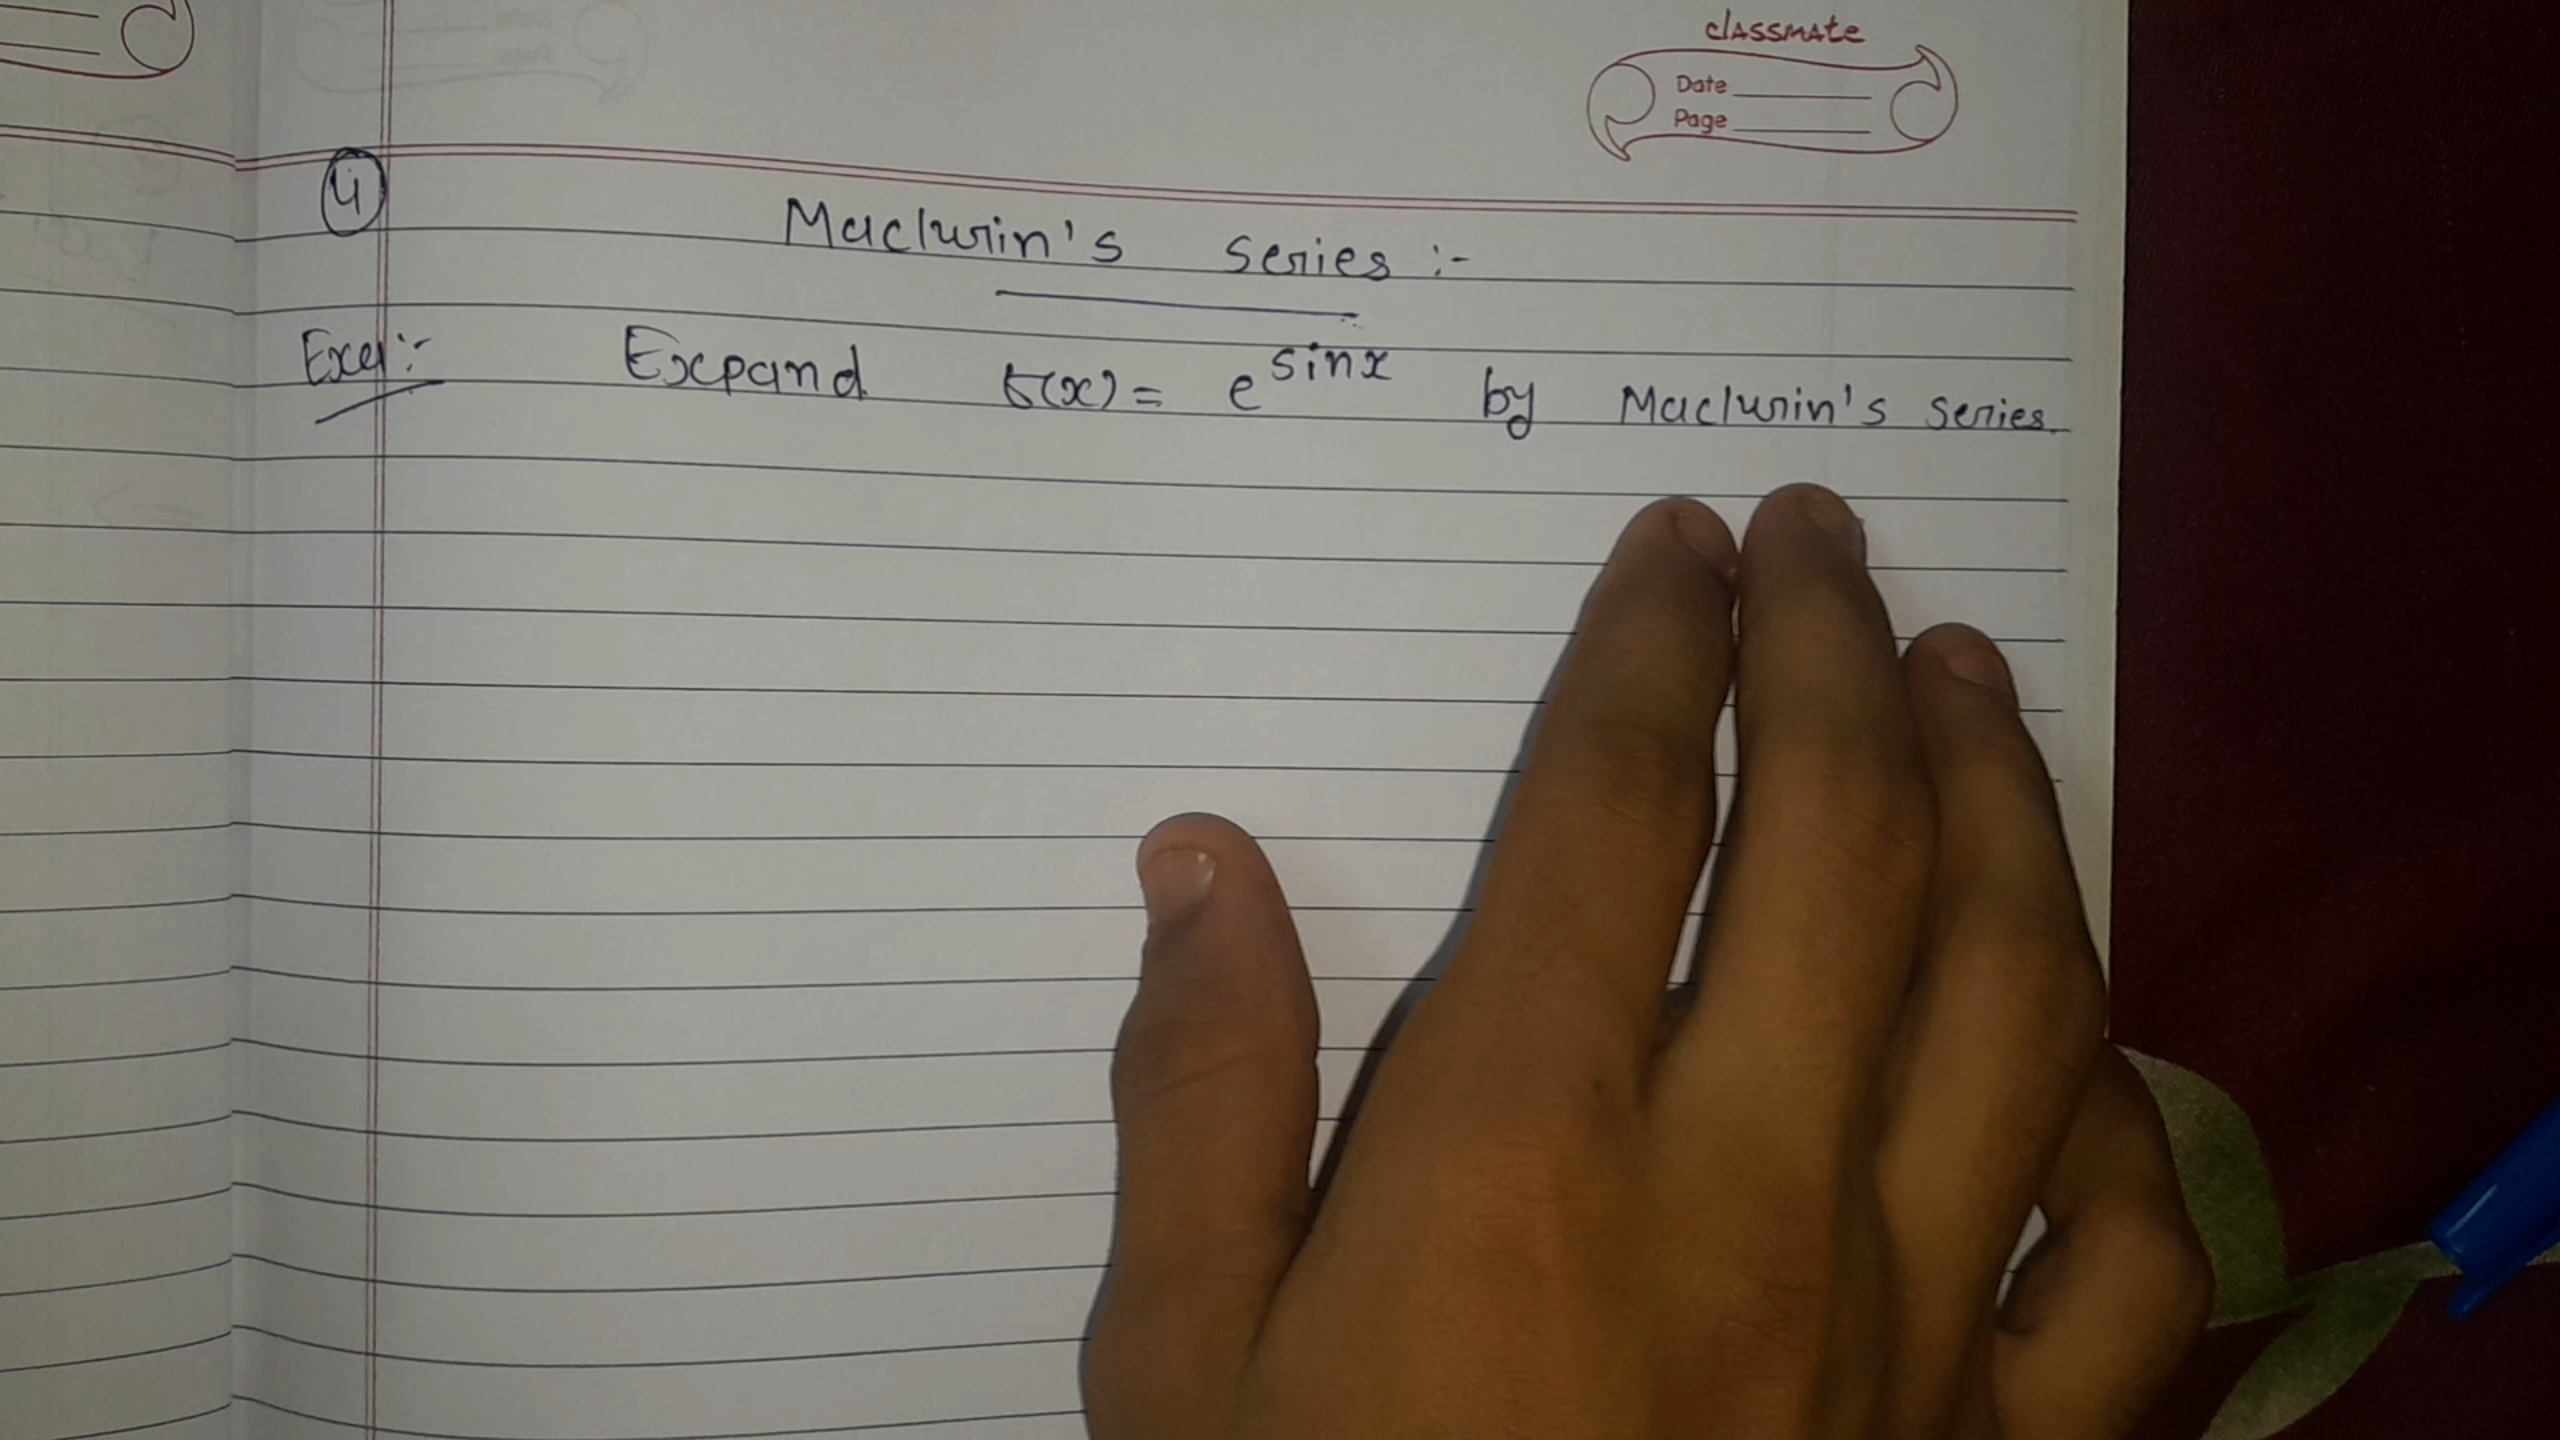 classmate
Date
Page
4
Maclurin's series :-
Exa:- Expand f(x) = e^sinx by Maclurin's series.